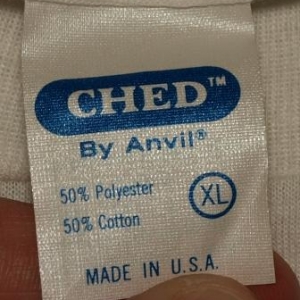 CHED™
By Anvil®
50% Polyester
50% Cotton
XL
MADE IN U.S.A.